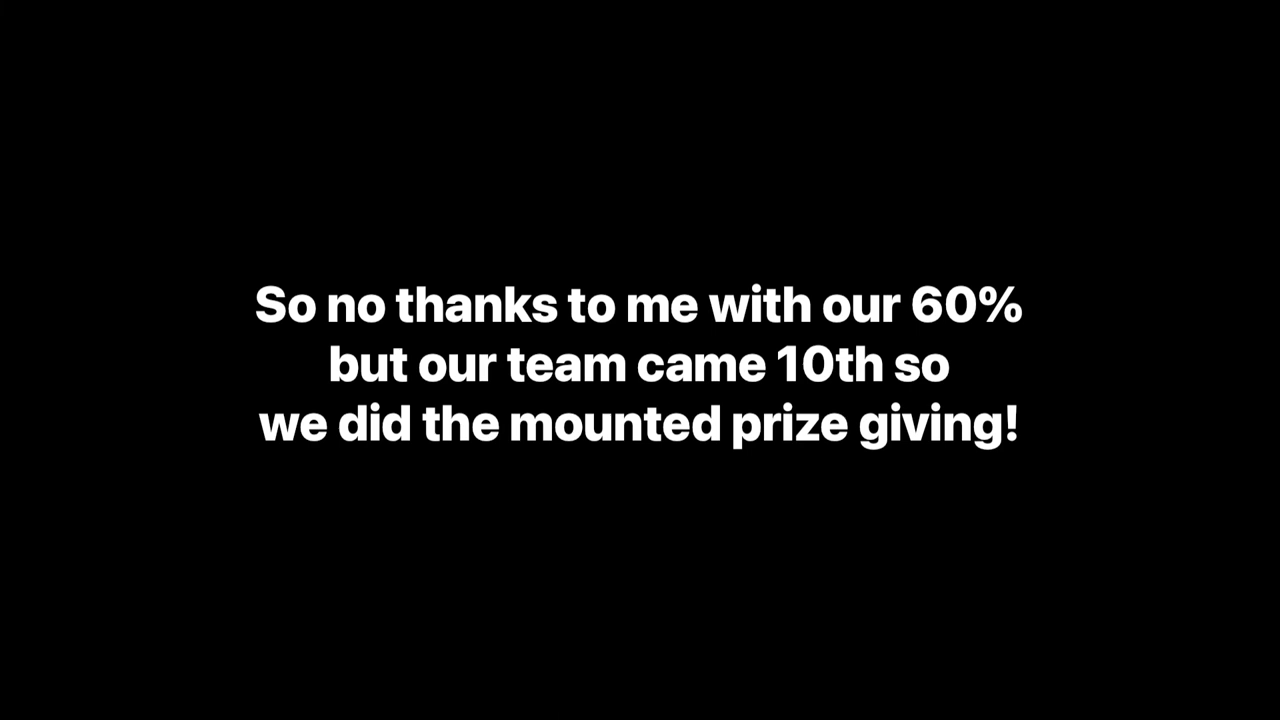 So no thanks to me with our 60%
but our team came 10th so
we did the mounted prize giving!